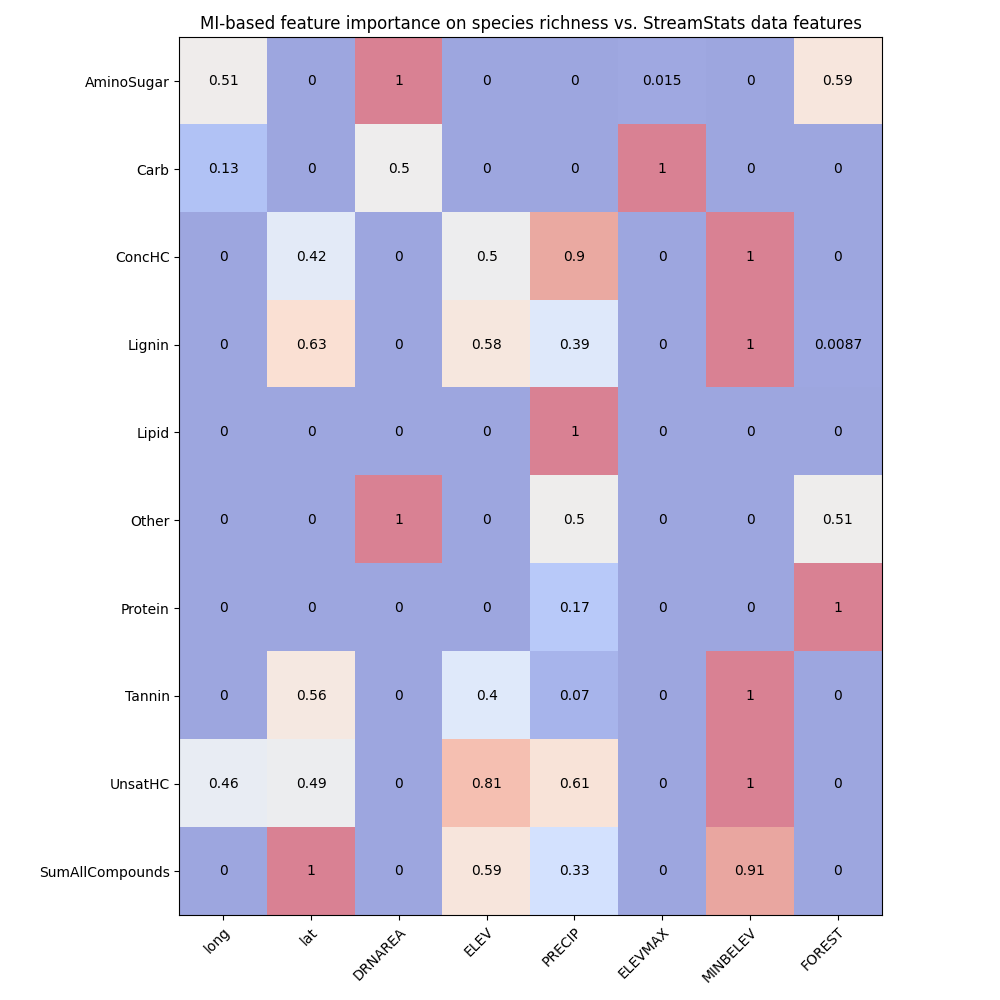 MI-based feature importance on species richness vs. StreamStats data features
AminoSugar 0.51 0 1 0 0 0.015 0 0.59
Carb 0.13 0 0.5 0 0 1 0 0
ConcHC 0 0.42 0 0.5 0.9 0 1 0
Lignin 0 0.63 0 0.58 0.39 0 1 0.0087
Lipid 0 0 0 0 1 0 0 0
Other 0 0 1 0 0.5 0 0 0.51
Protein 0 0 0 0 0.17 0 0 1
Tannin 0 0.56 0 0.4 0.07 0 1 0
UnsatHC 0.46 0.49 0 0.81 0.61 0 1 0
SumAllCompounds 0 1 0 0.59 0.33 0 0.91 0
long lat DRNAREA ELEV PRECIP ELEVMAX MINBELEV FOREST